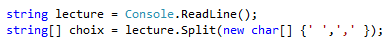 string lecture = Console.ReadLine();
string[] choix = lecture.Split(new char[] {' ',',' });